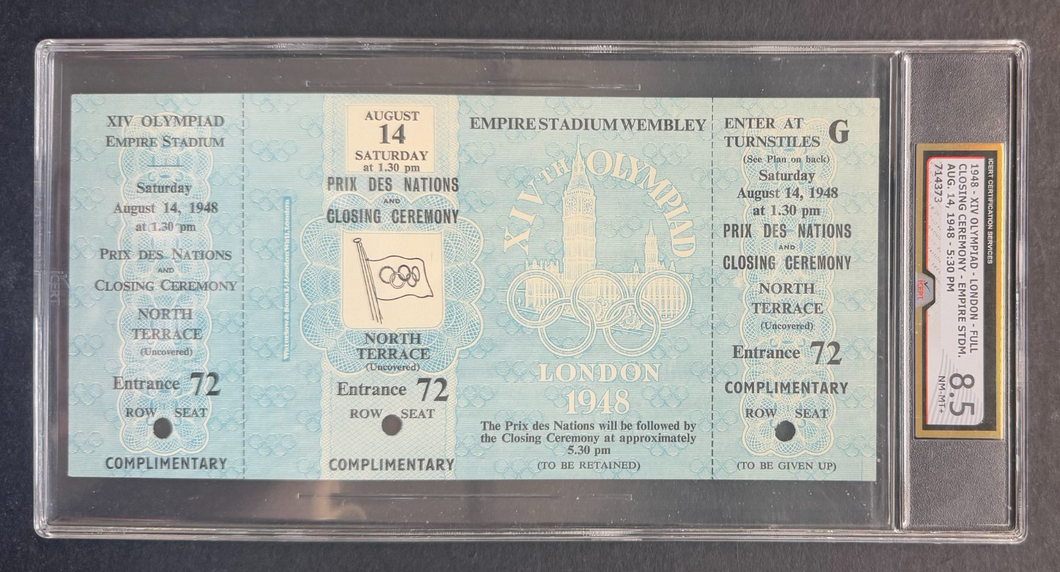 XIV OLYMPIAD
EMPIRE STADIUM
Saturday
August 14, 1948
at 1.30 pm
PRIX DES NATIONS
AND
CLOSING CEREMONY
NORTH
TERRACE
(Uncovered)
Entrance 72
ROW SEAT
COMPLIMENTARY
AUGUST
14
SATURDAY
at 1.30 pm
PRIX DES NATIONS
AND
CLOSING CEREMONY
NORTH
TERRACE
(Uncovered)
Entrance 72
ROW SEAT
COMPLIMENTARY
EMPIRE STADIUM WEMBLEY
XIVTH OLYMPIAD
LONDON
1948
The Prix des Nations will be followed by
the Closing Ceremony at approximately
5.30 pm
(TO BE RETAINED)
ENTER AT G
TURNSTILES
(See Plan on back)
Saturday
August 14, 1948
at 1.30 pm
PRIX DES NATIONS
AND
CLOSING CEREMONY
NORTH
TERRACE
(Uncovered)
Entrance 72
COMPLIMENTARY
ROW SEAT
(TO BE GIVEN UP)
ICERT CERTIFICATION SERVICES
1948 - XIV OLYMPIAD - LONDON - FULL
CLOSING CEREMONY - EMPIRE STDM.
AUG. 14, 1948 - 5:30 PM
714373
8.5
NM-MT+